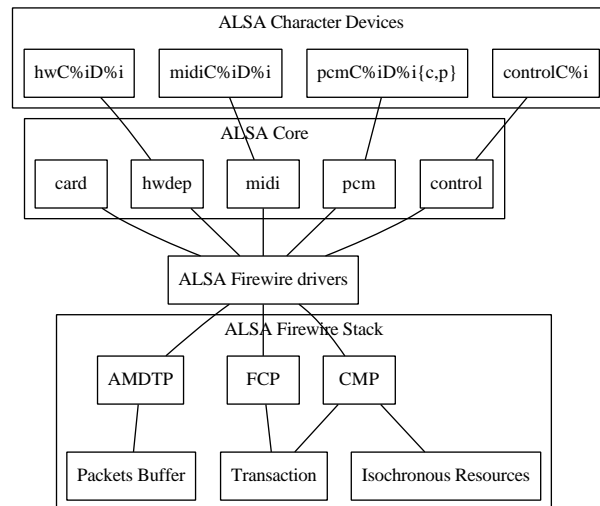 ALSA Character Devices
hwC%iD%i
midiC%iD%i
pcmC%iD%i{c,p}
controlC%i
ALSA Core
card
hwdep
midi
pcm
control
ALSA Firewire drivers
ALSA Firewire Stack
AMDTP
FCP
CMP
Packets Buffer
Transaction
Isochronous Resources